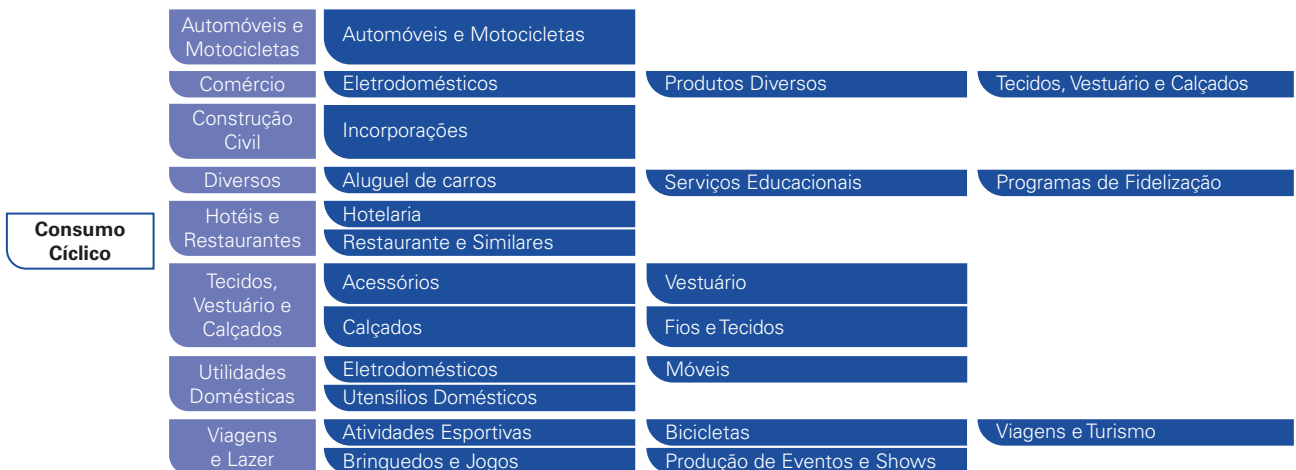 Automóveis e
Motocicletas
Automóveis e Motocicletas
Comércio
Eletrodomésticos
Produtos Diversos
Tecidos, Vestuário e Calçados
Construção
Civil
Incorporações
Diversos
Aluguel de carros
Serviços Educacionais
Programas de Fidelização
Consumo
Cíclico
Hotéis e
Restaurantes
Hotelaria
Restaurante e Similares
Tecidos,
Vestuário e
Calçados
Acessórios
Vestuário
Calçados
Fios e Tecidos
Utilidades
Domésticas
Eletrodomésticos
Móveis
Utensílios Domésticos
Viagens
e Lazer
Atividades Esportivas
Bicicletas
Viagens e Turismo
Brinquedos e Jogos
Produção de Eventos e Shows